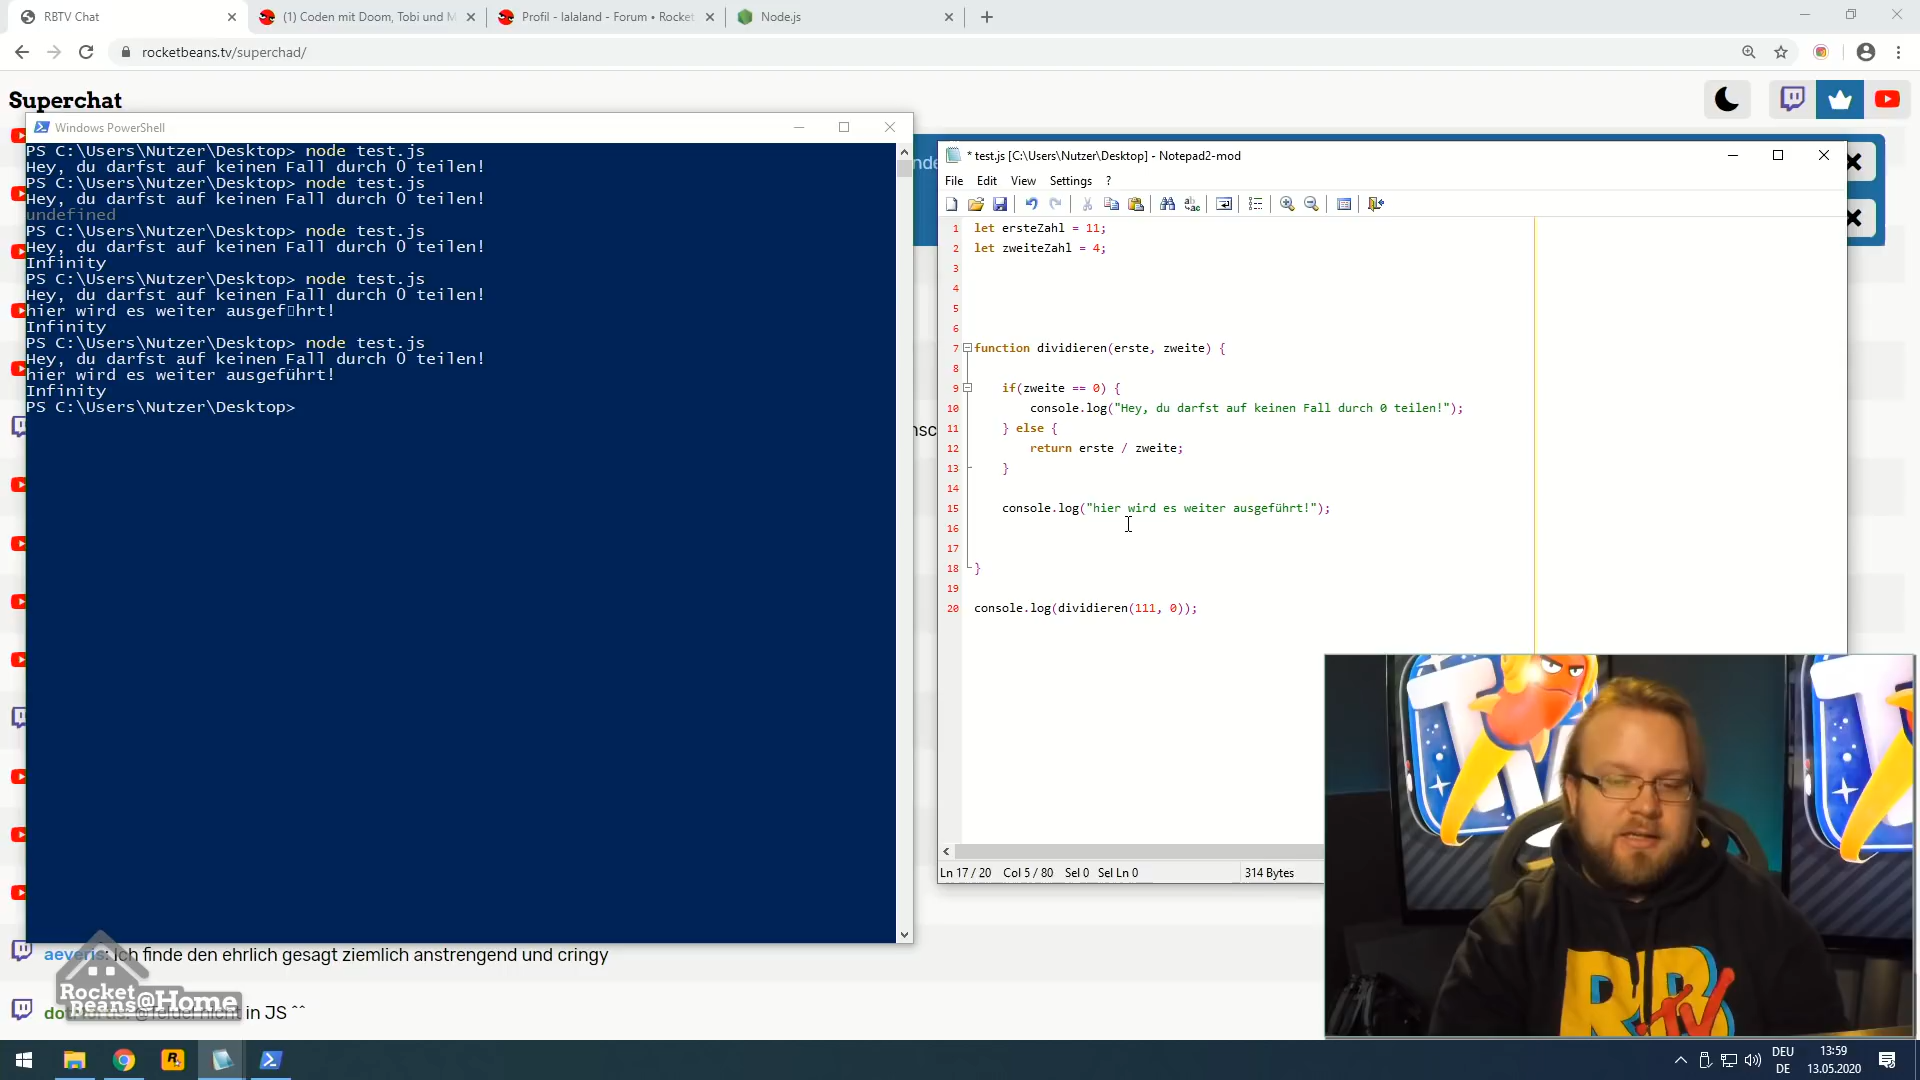 RBTV Chat
(1) Coden mit Doom, Tobi und M
Profil - lalaland - Forum • Rocket
Node.js
rocketbeans.tv/superchad/
Superchat
Windows PowerShell
PS C:\Users\Nutzer\Desktop> node test.js
Hey, du darfst auf keinen Fall durch 0 teilen!
PS C:\Users\Nutzer\Desktop> node test.js
Hey, du darfst auf keinen Fall durch 0 teilen!
undefined
PS C:\Users\Nutzer\Desktop> node test.js
Hey, du darfst auf keinen Fall durch 0 teilen!
Infinity
PS C:\Users\Nutzer\Desktop> node test.js
Hey, du darfst auf keinen Fall durch 0 teilen!
hier wird es weiter ausgef▯hrt!
Infinity
PS C:\Users\Nutzer\Desktop> node test.js
Hey, du darfst auf keinen Fall durch 0 teilen!
hier wird es weiter ausgeführt!
Infinity
PS C:\Users\Nutzer\Desktop>
* test.js [C:\Users\Nutzer\Desktop] - Notepad2-mod
File Edit View Settings ?
1 let ersteZahl = 11;
2 let zweiteZahl = 4;
3
4
5
6
7 function dividieren(erste, zweite) {
8
9 if(zweite == 0) {
10 console.log("Hey, du darfst auf keinen Fall durch 0 teilen!");
11 } else {
12 return erste / zweite;
13 }
14
15 console.log("hier wird es weiter ausgeführt!");
16
17
18 }
19
20 console.log(dividieren(111, 0));
Ln 17 / 20 Col 5 / 80 Sel 0 Sel Ln 0 314 Bytes
aeveris: Ich finde den ehrlich gesagt ziemlich anstrengend und cringy
in JS ^^
Rocket
Beans@Home
RB
TV
DEU
DE
13:59
13.05.2020